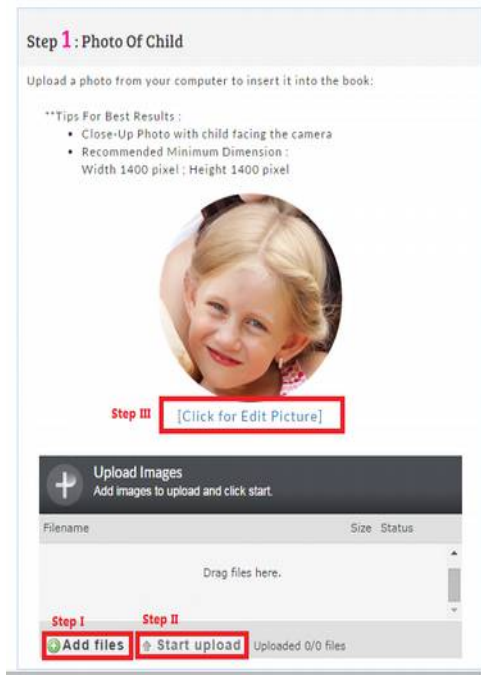 Step 1 : Photo Of Child
Upload a photo from your computer to insert it into the book:
**Tips For Best Results :
• Close-Up Photo with child facing the camera
• Recommended Minimum Dimension :
Width 1400 pixel ; Height 1400 pixel
Step III [Click for Edit Picture]
Upload Images
Add images to upload and click start.
Filename Size Status
Drag files here.
Step I Step II
Add files Start upload Uploaded 0/0 files